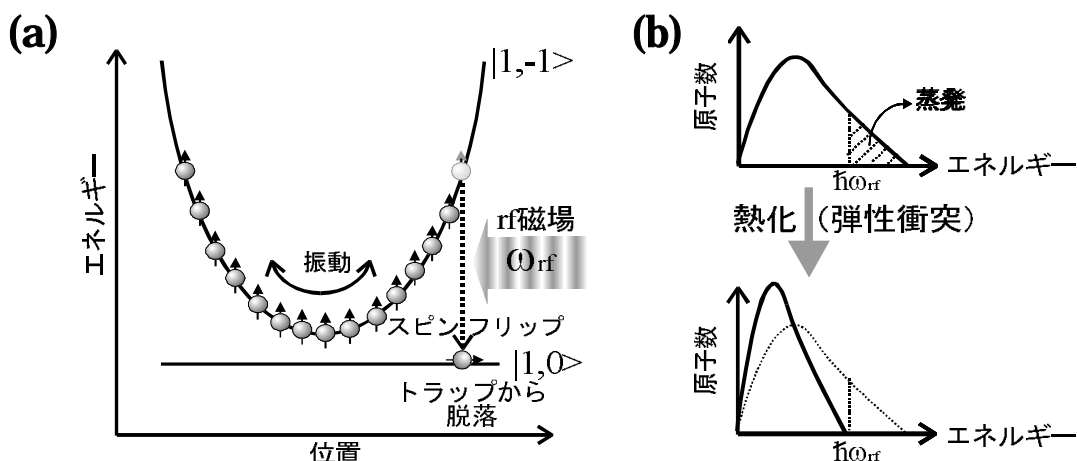 (a)
|1,-1>
エネルギー
振動
rf磁場
ωrf
スピンフリップ
|1,0>
トラップから
脱落
位置
(b)
原子数
蒸発
エネルギー
ħωrf
熱化（弾性衝突）
原子数
エネルギー
ħωrf